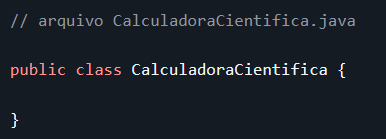 // arquivo CalculadoraCientifica.java
public class CalculadoraCientifica {
}